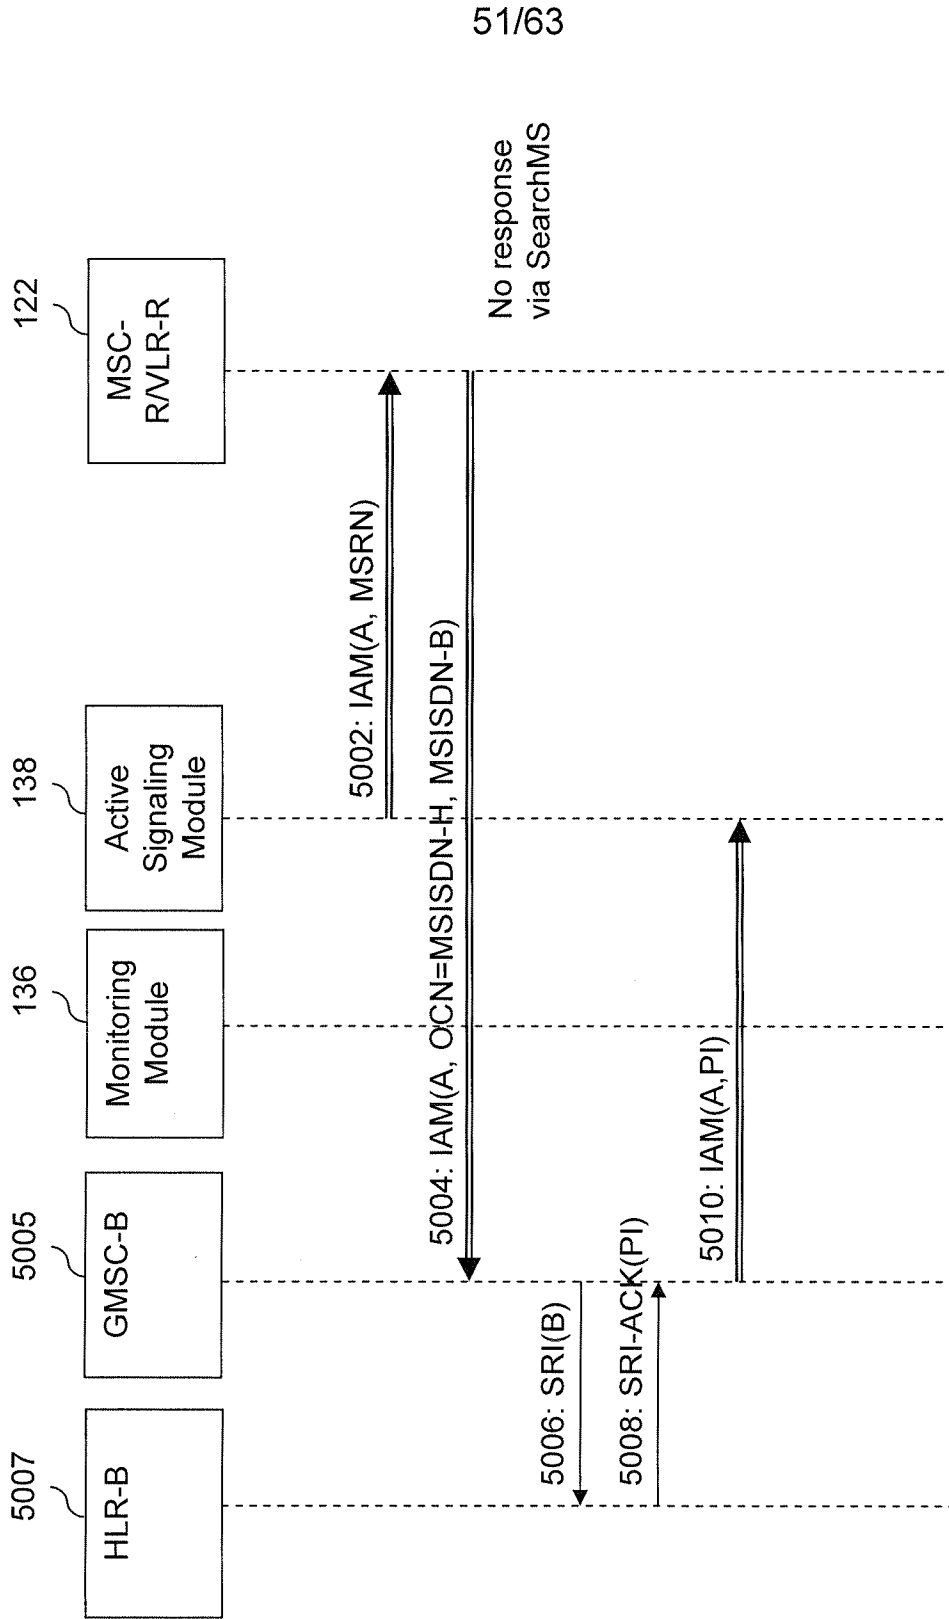 51/63
5007
5005
136
138
122
HLR-B
GMSC-B
Monitoring
Module
Active
Signaling
Module
MSC-
R/VLR-R
5002: IAM(A, MSRN)
5004: IAM(A, OCN=MSISDN-H, MSISDN-B)
No response
via SearchMS
5006: SRI(B)
5008: SRI-ACK(PI)
5010: IAM(A,PI)